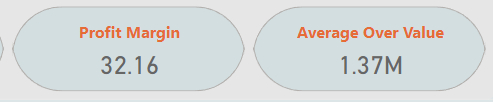 Profit Margin
32.16
Average Over Value
1.37M